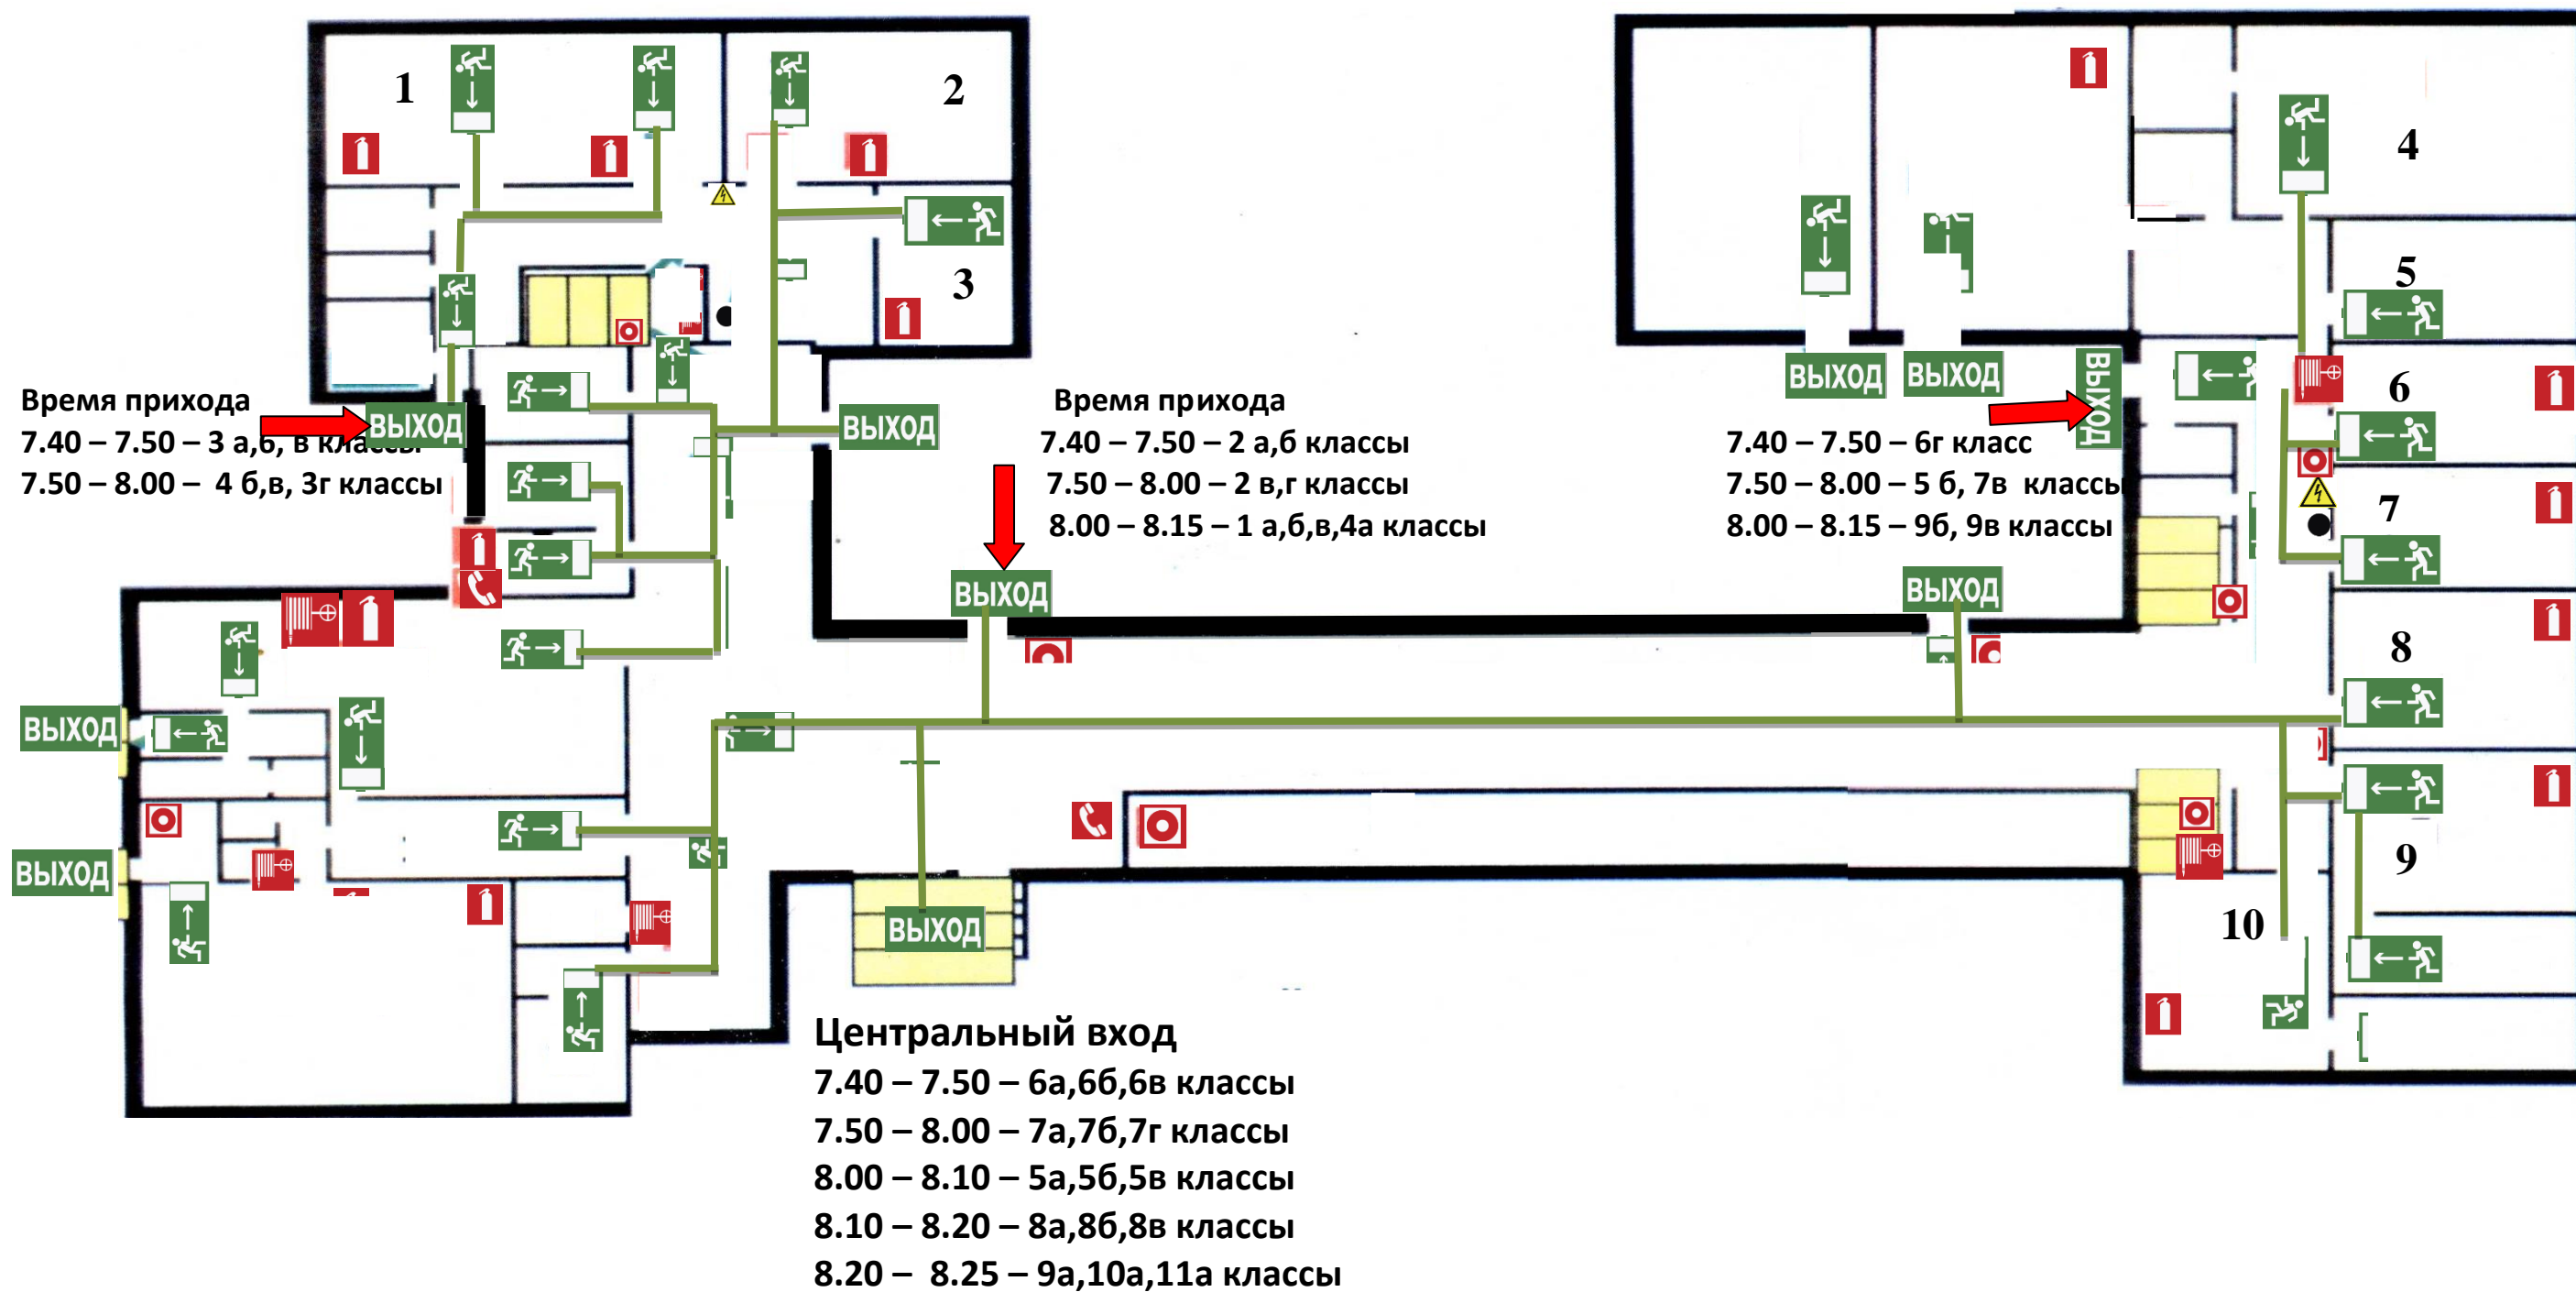 1
2
3
4
5
6
7
8
9
10
Время прихода
7.40 – 7.50 – 3 а,б, в классы
7.50 – 8.00 – 4 б,в, 3г классы
ВЫХОД
ВЫХОД
Время прихода
7.40 – 7.50 – 2 а,б классы
7.50 – 8.00 – 2 в,г классы
8.00 – 8.15 – 1 а,б,в,4а классы
ВЫХОД
ВЫХОД
ВЫХОД
ВЫХОД
7.40 – 7.50 – 6г класс
7.50 – 8.00 – 5 б, 7в классы
8.00 – 8.15 – 9б, 9в классы
ВЫХОД
ВЫХОД
ВЫХОД
ВЫХОД
Центральный вход
7.40 – 7.50 – 6а,6б,6в классы
7.50 – 8.00 – 7а,7б,7г классы
8.00 – 8.10 – 5а,5б,5в классы
8.10 – 8.20 – 8а,8б,8в классы
8.20 – 8.25 – 9а,10а,11а классы